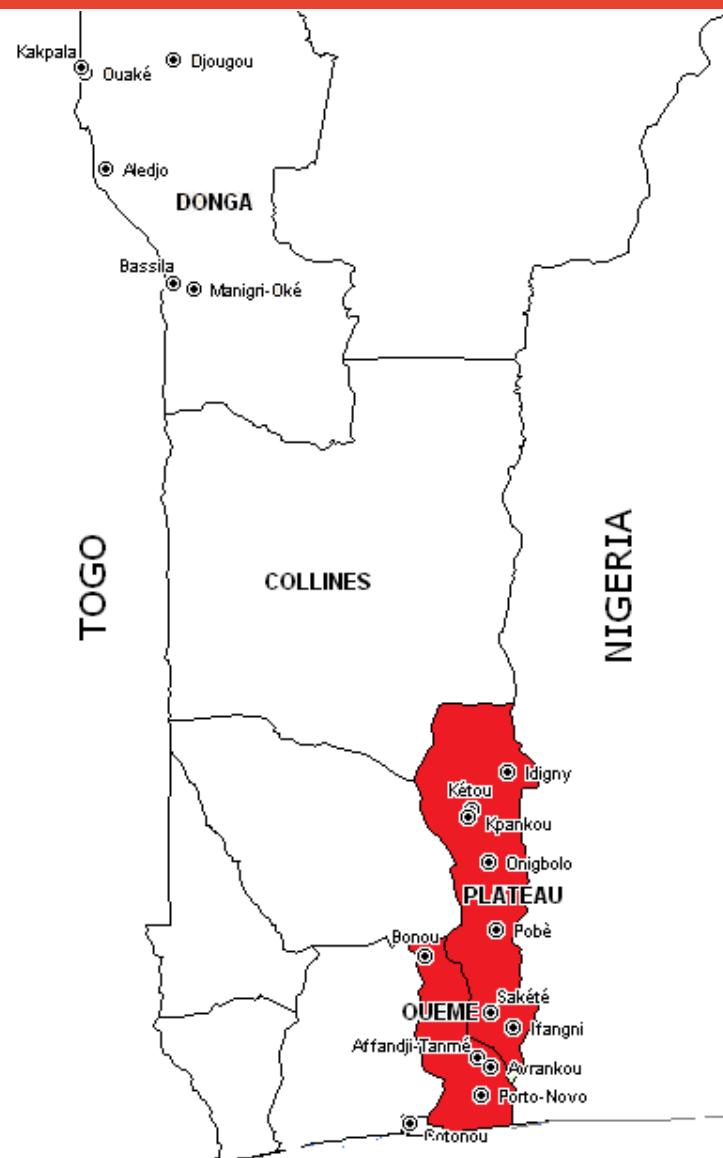 Kakpala
Ouaké
Djougou
Aledjo
DONGA
Bassila
Manigri-Oké
TOGO
NIGERIA
COLLINES
Idigny
Kétou
Kpankou
Onigbolo
PLATEAU
Pobè
Bonou
Sakété
OUEME
Ifangni
Affandji-Tanmé
Avrankou
Porto-Novo
Cotonou